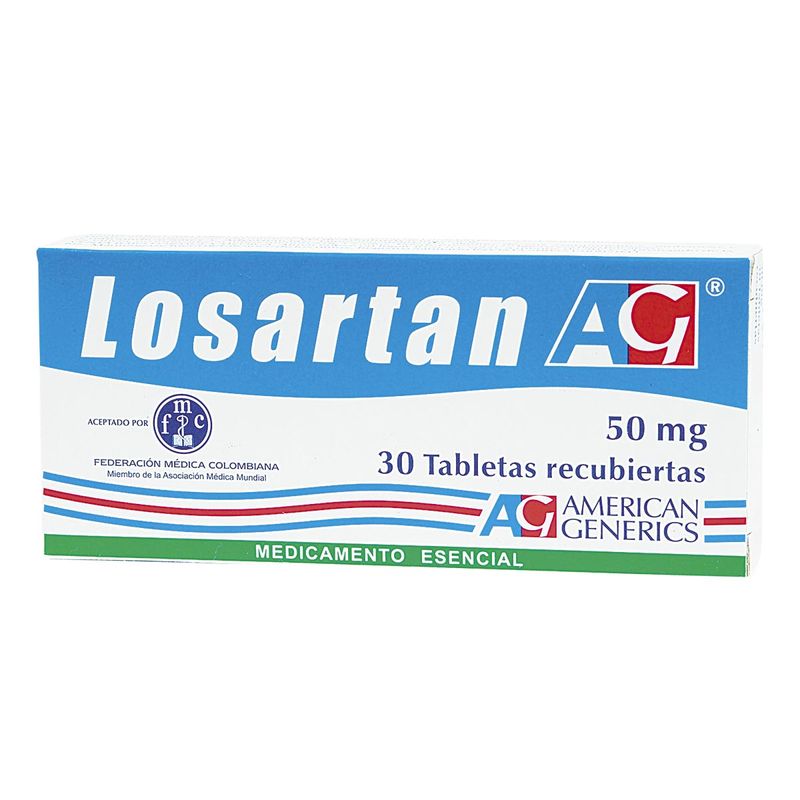 Losartan AG®
ACEPTADO POR fmc
FEDERACIÓN MÉDICA COLOMBIANA
Miembro de la Asociación Médica Mundial
50 mg
30 Tabletas recubiertas
AG AMERICAN
GENERICS
MEDICAMENTO ESENCIAL